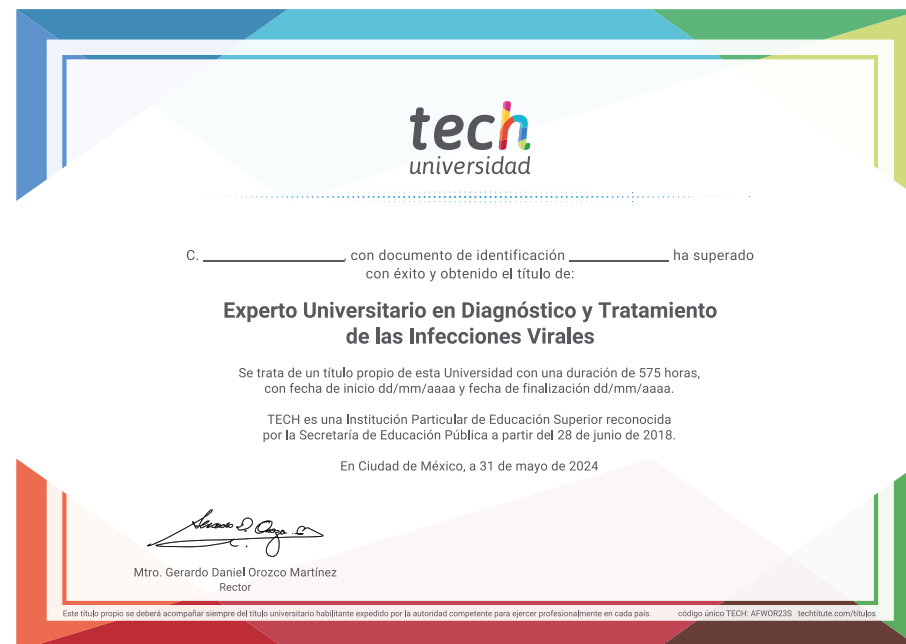 tech
universidad
C. ____________, con documento de identificación ____________ ha superado
con éxito y obtenido el título de:
Experto Universitario en Diagnóstico y Tratamiento
de las Infecciones Virales
Se trata de un título propio de esta Universidad con una duración de 575 horas,
con fecha de inicio dd/mm/aaaa y fecha de finalización dd/mm/aaaa.
TECH es una Institución Particular de Educación Superior reconocida
por la Secretaría de Educación Pública a partir del 28 de junio de 2018.
En Ciudad de México, a 31 de mayo de 2024
Mtro. Gerardo Daniel Orozco Martínez
Rector
Este título propio se deberá acompañar siempre del título universitario habilitante expedido por la autoridad competente para ejercer profesionalmente en cada país. código único TECH: AFWOR23S techtitute.com/titulos